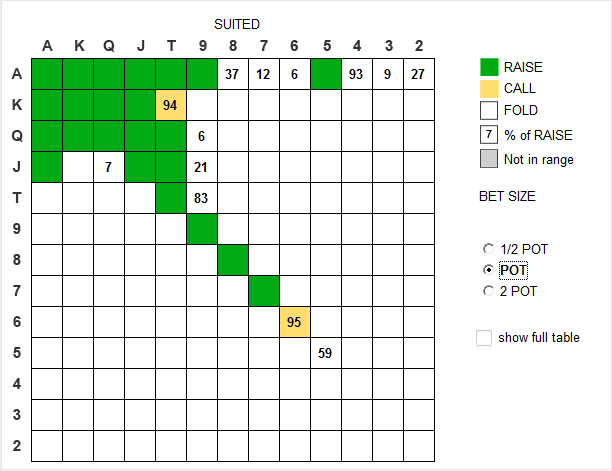 SUITED
A K Q J T 9 8 7 6 5 4 3 2
A 37 12 6 93 9 27
K 94
Q 6
J 7 21
T 83
9
8
7
6 95
5 59
4
3
2
RAISE
CALL
FOLD
7 % of RAISE
Not in range
BET SIZE
1/2 POT
POT
2 POT
show full table